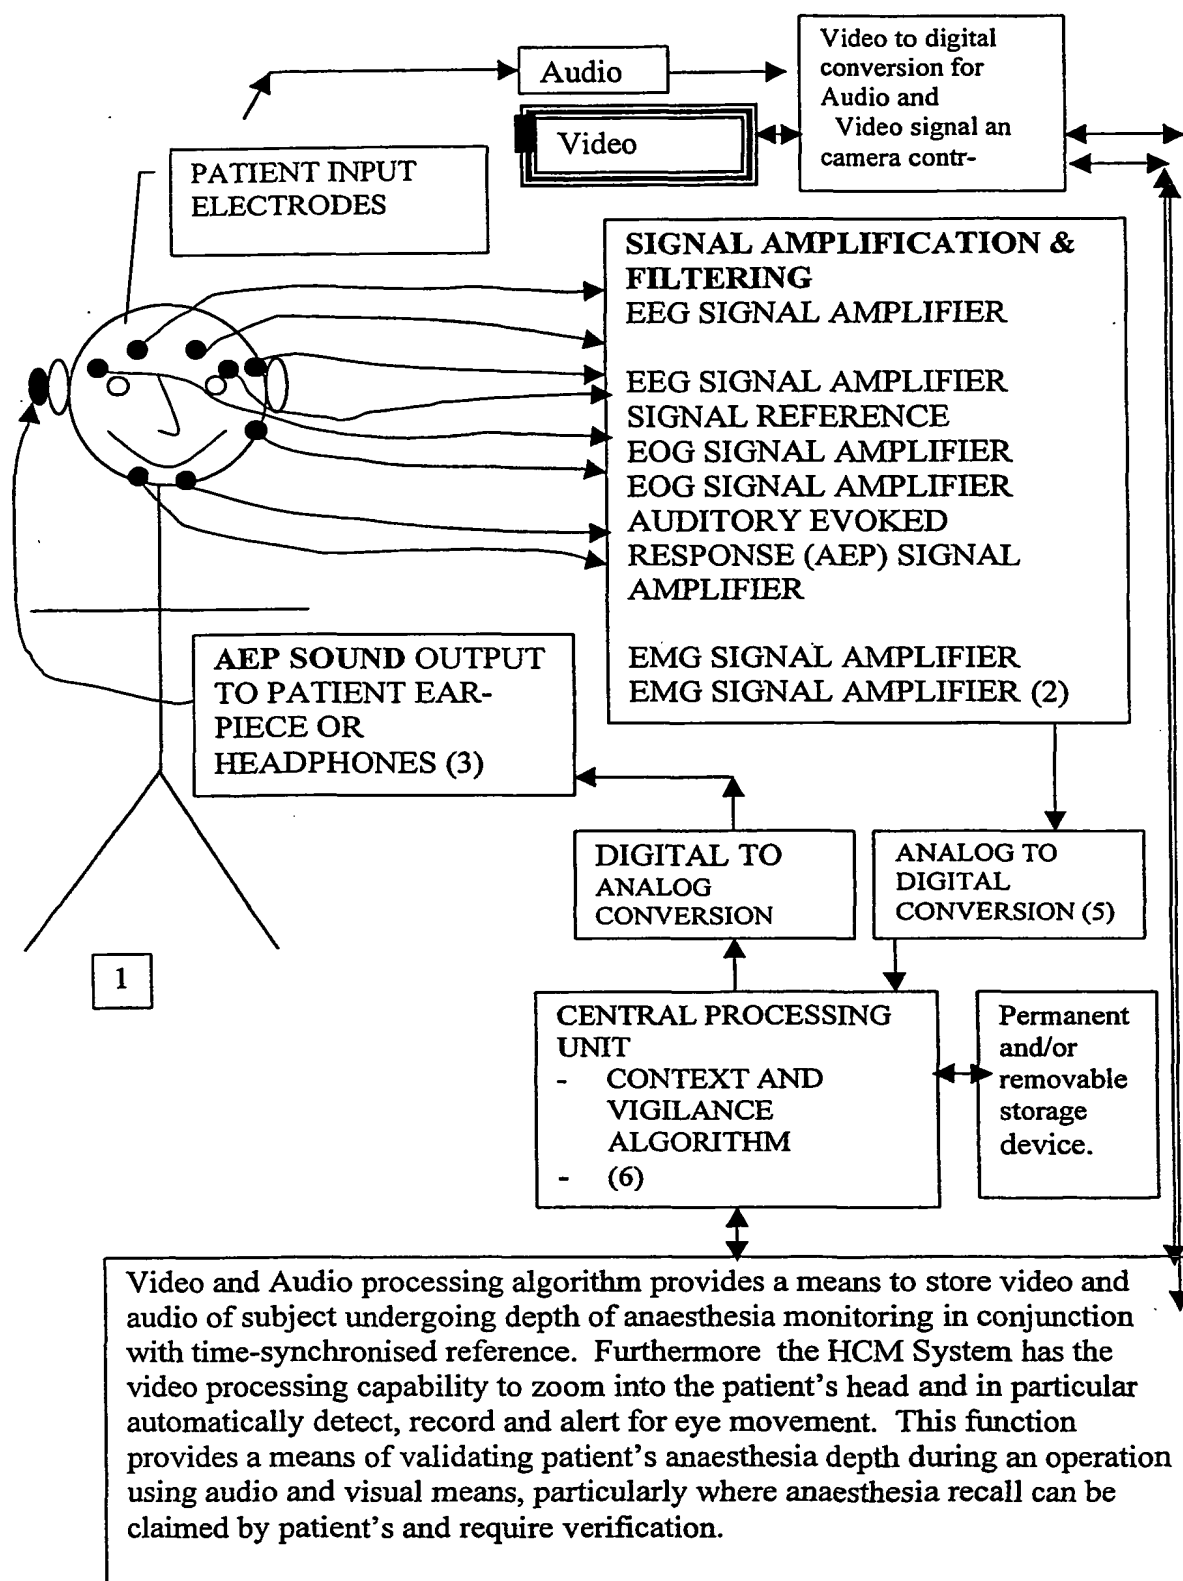 Audio
Video
Video to digital
conversion for
Audio and
Video signal an
camera contr-
PATIENT INPUT
ELECTRODES
SIGNAL AMPLIFICATION &
FILTERING
EEG SIGNAL AMPLIFIER
EEG SIGNAL AMPLIFIER
SIGNAL REFERENCE
EOG SIGNAL AMPLIFIER
EOG SIGNAL AMPLIFIER
AUDITORY EVOKED
RESPONSE (AEP) SIGNAL
AMPLIFIER
EMG SIGNAL AMPLIFIER
EMG SIGNAL AMPLIFIER (2)
AEP SOUND OUTPUT
TO PATIENT EAR-
PIECE OR
HEADPHONES (3)
DIGITAL TO
ANALOG
CONVERSION
ANALOG TO
DIGITAL
CONVERSION (5)
1
CENTRAL PROCESSING
UNIT
- CONTEXT AND
VIGILANCE
ALGORITHM
- (6)
Permanent
and/or
removable
storage
device.
Video and Audio processing algorithm provides a means to store video and
audio of subject undergoing depth of anaesthesia monitoring in conjunction
with time-synchronised reference. Furthermore the HCM System has the
video processing capability to zoom into the patient's head and in particular
automatically detect, record and alert for eye movement. This function
provides a means of validating patient's anaesthesia depth during an operation
using audio and visual means, particularly where anaesthesia recall can be
claimed by patient's and require verification.